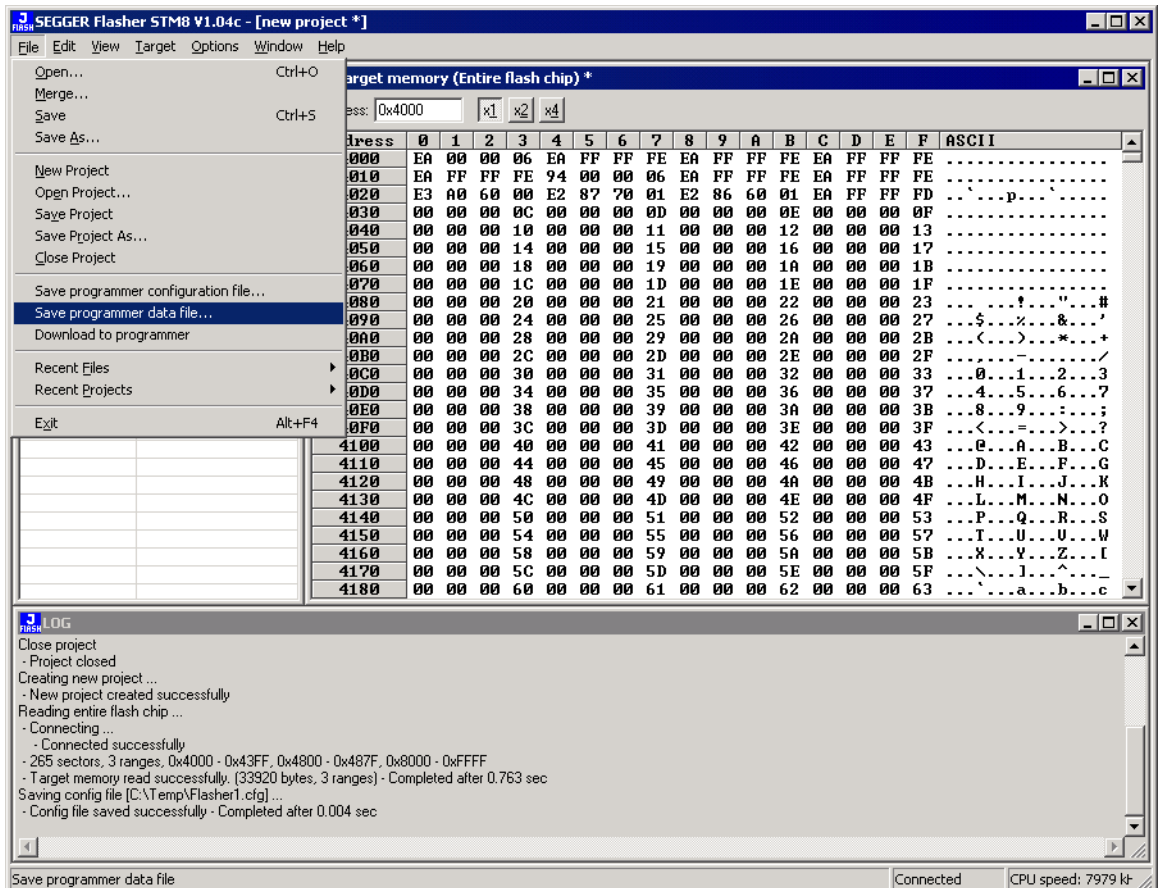 J FLASH SEGGER Flasher STM8 V1.04c - [new project *]
File Edit View Target Options Window Help
Open... Ctrl+O
Merge...
Save Ctrl+S
Save As...
New Project
Open Project...
Save Project
Save Project As...
Close Project
Save programmer configuration file...
Save programmer data file...
Download to programmer
Recent Files
Recent Projects
Exit Alt+F4
arget memory (Entire flash chip) *
ess: 0x4000 x1 x2 x4
dress 0 1 2 3 4 5 6 7 8 9 A B C D E F ASCII
000 EA 00 00 06 EA FF FF FE EA FF FF FE EA FF FF FE ................
010 EA FF FF FE 94 00 00 06 EA FF FF FE EA FF FF FE ................
020 E3 A0 60 00 E2 87 70 01 E2 86 60 01 EA FF FF FD ..`...p...`.....
030 00 00 00 0C 00 00 00 0D 00 00 00 0E 00 00 00 0F ................
040 00 00 00 10 00 00 00 11 00 00 00 12 00 00 00 13 ................
050 00 00 00 14 00 00 00 15 00 00 00 16 00 00 00 17 ................
060 00 00 00 18 00 00 00 19 00 00 00 1A 00 00 00 1B ................
070 00 00 00 1C 00 00 00 1D 00 00 00 1E 00 00 00 1F ................
080 00 00 00 20 00 00 00 21 00 00 00 22 00 00 00 23 ... ...!..."...#
090 00 00 00 24 00 00 00 25 00 00 00 26 00 00 00 27 ...$...%...&...'
0A0 00 00 00 28 00 00 00 29 00 00 00 2A 00 00 00 2B ...(...)...*...+
0B0 00 00 00 2C 00 00 00 2D 00 00 00 2E 00 00 00 2F ...,...-......./
0C0 00 00 00 30 00 00 00 31 00 00 00 32 00 00 00 33 ...0...1...2...3
0D0 00 00 00 34 00 00 00 35 00 00 00 36 00 00 00 37 ...4...5...6...7
0E0 00 00 00 38 00 00 00 39 00 00 00 3A 00 00 00 3B ...8...9...:...;
0F0 00 00 00 3C 00 00 00 3D 00 00 00 3E 00 00 00 3F ...<...=...>...?
4100 00 00 00 40 00 00 00 41 00 00 00 42 00 00 00 43 ...@...A...B...C
4110 00 00 00 44 00 00 00 45 00 00 00 46 00 00 00 47 ...D...E...F...G
4120 00 00 00 48 00 00 00 49 00 00 00 4A 00 00 00 4B ...H...I...J...K
4130 00 00 00 4C 00 00 00 4D 00 00 00 4E 00 00 00 4F ...L...M...N...O
4140 00 00 00 50 00 00 00 51 00 00 00 52 00 00 00 53 ...P...Q...R...S
4150 00 00 00 54 00 00 00 55 00 00 00 56 00 00 00 57 ...T...U...V...W
4160 00 00 00 58 00 00 00 59 00 00 00 5A 00 00 00 5B ...X...Y...Z...[
4170 00 00 00 5C 00 00 00 5D 00 00 00 5E 00 00 00 5F ...\...]...^..._
4180 00 00 00 60 00 00 00 61 00 00 00 62 00 00 00 63 ...`...a...b...c
J FLASH LOG
Close project
- Project closed
Creating new project ...
- New project created successfully
Reading entire flash chip ...
- Connecting ...
- Connected successfully
- 265 sectors, 3 ranges, 0x4000 - 0x43FF, 0x4800 - 0x487F, 0x8000 - 0xFFFF
- Target memory read successfully. (33920 bytes, 3 ranges) - Completed after 0.763 sec
Saving config file [C:\Temp\Flasher1.cfg] ...
- Config file saved successfully - Completed after 0.004 sec
Save programmer data file Connected CPU speed: 7979 kH